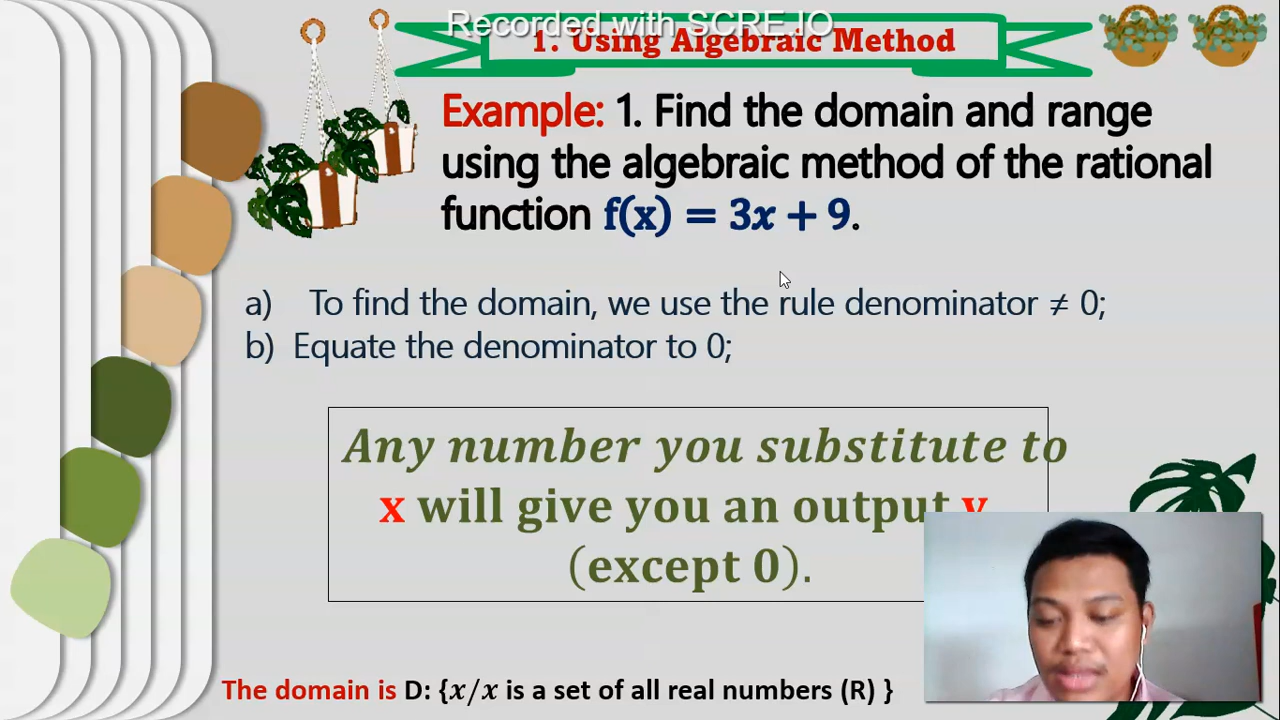 Recorded with SCRE.IO
1. Using Algebraic Method
Example: 1. Find the domain and range
using the algebraic method of the rational
function f(x) = 3x + 9.
a) To find the domain, we use the rule denominator ≠ 0;
b) Equate the denominator to 0;
Any number you substitute to
x will give you an output y
(except 0).
The domain is D: {x/x is a set of all real numbers (R) }